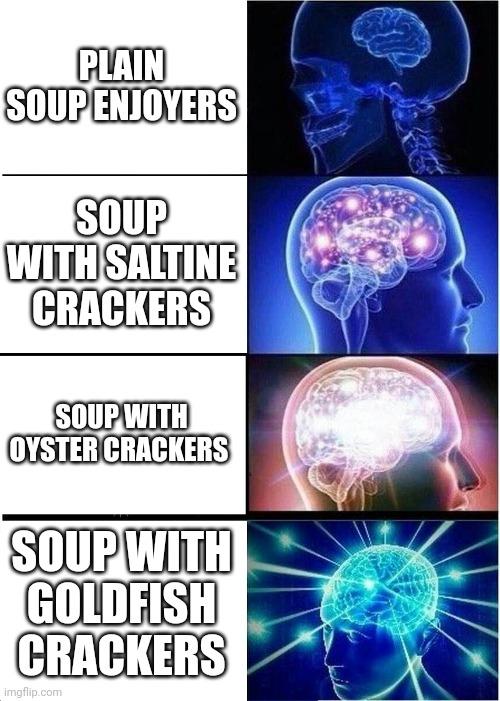 PLAIN
SOUP ENJOYERS
SOUP
WITH SALTINE
CRACKERS
SOUP WITH
OYSTER CRACKERS
SOUP WITH
GOLDFISH
CRACKERS
imgflip.com